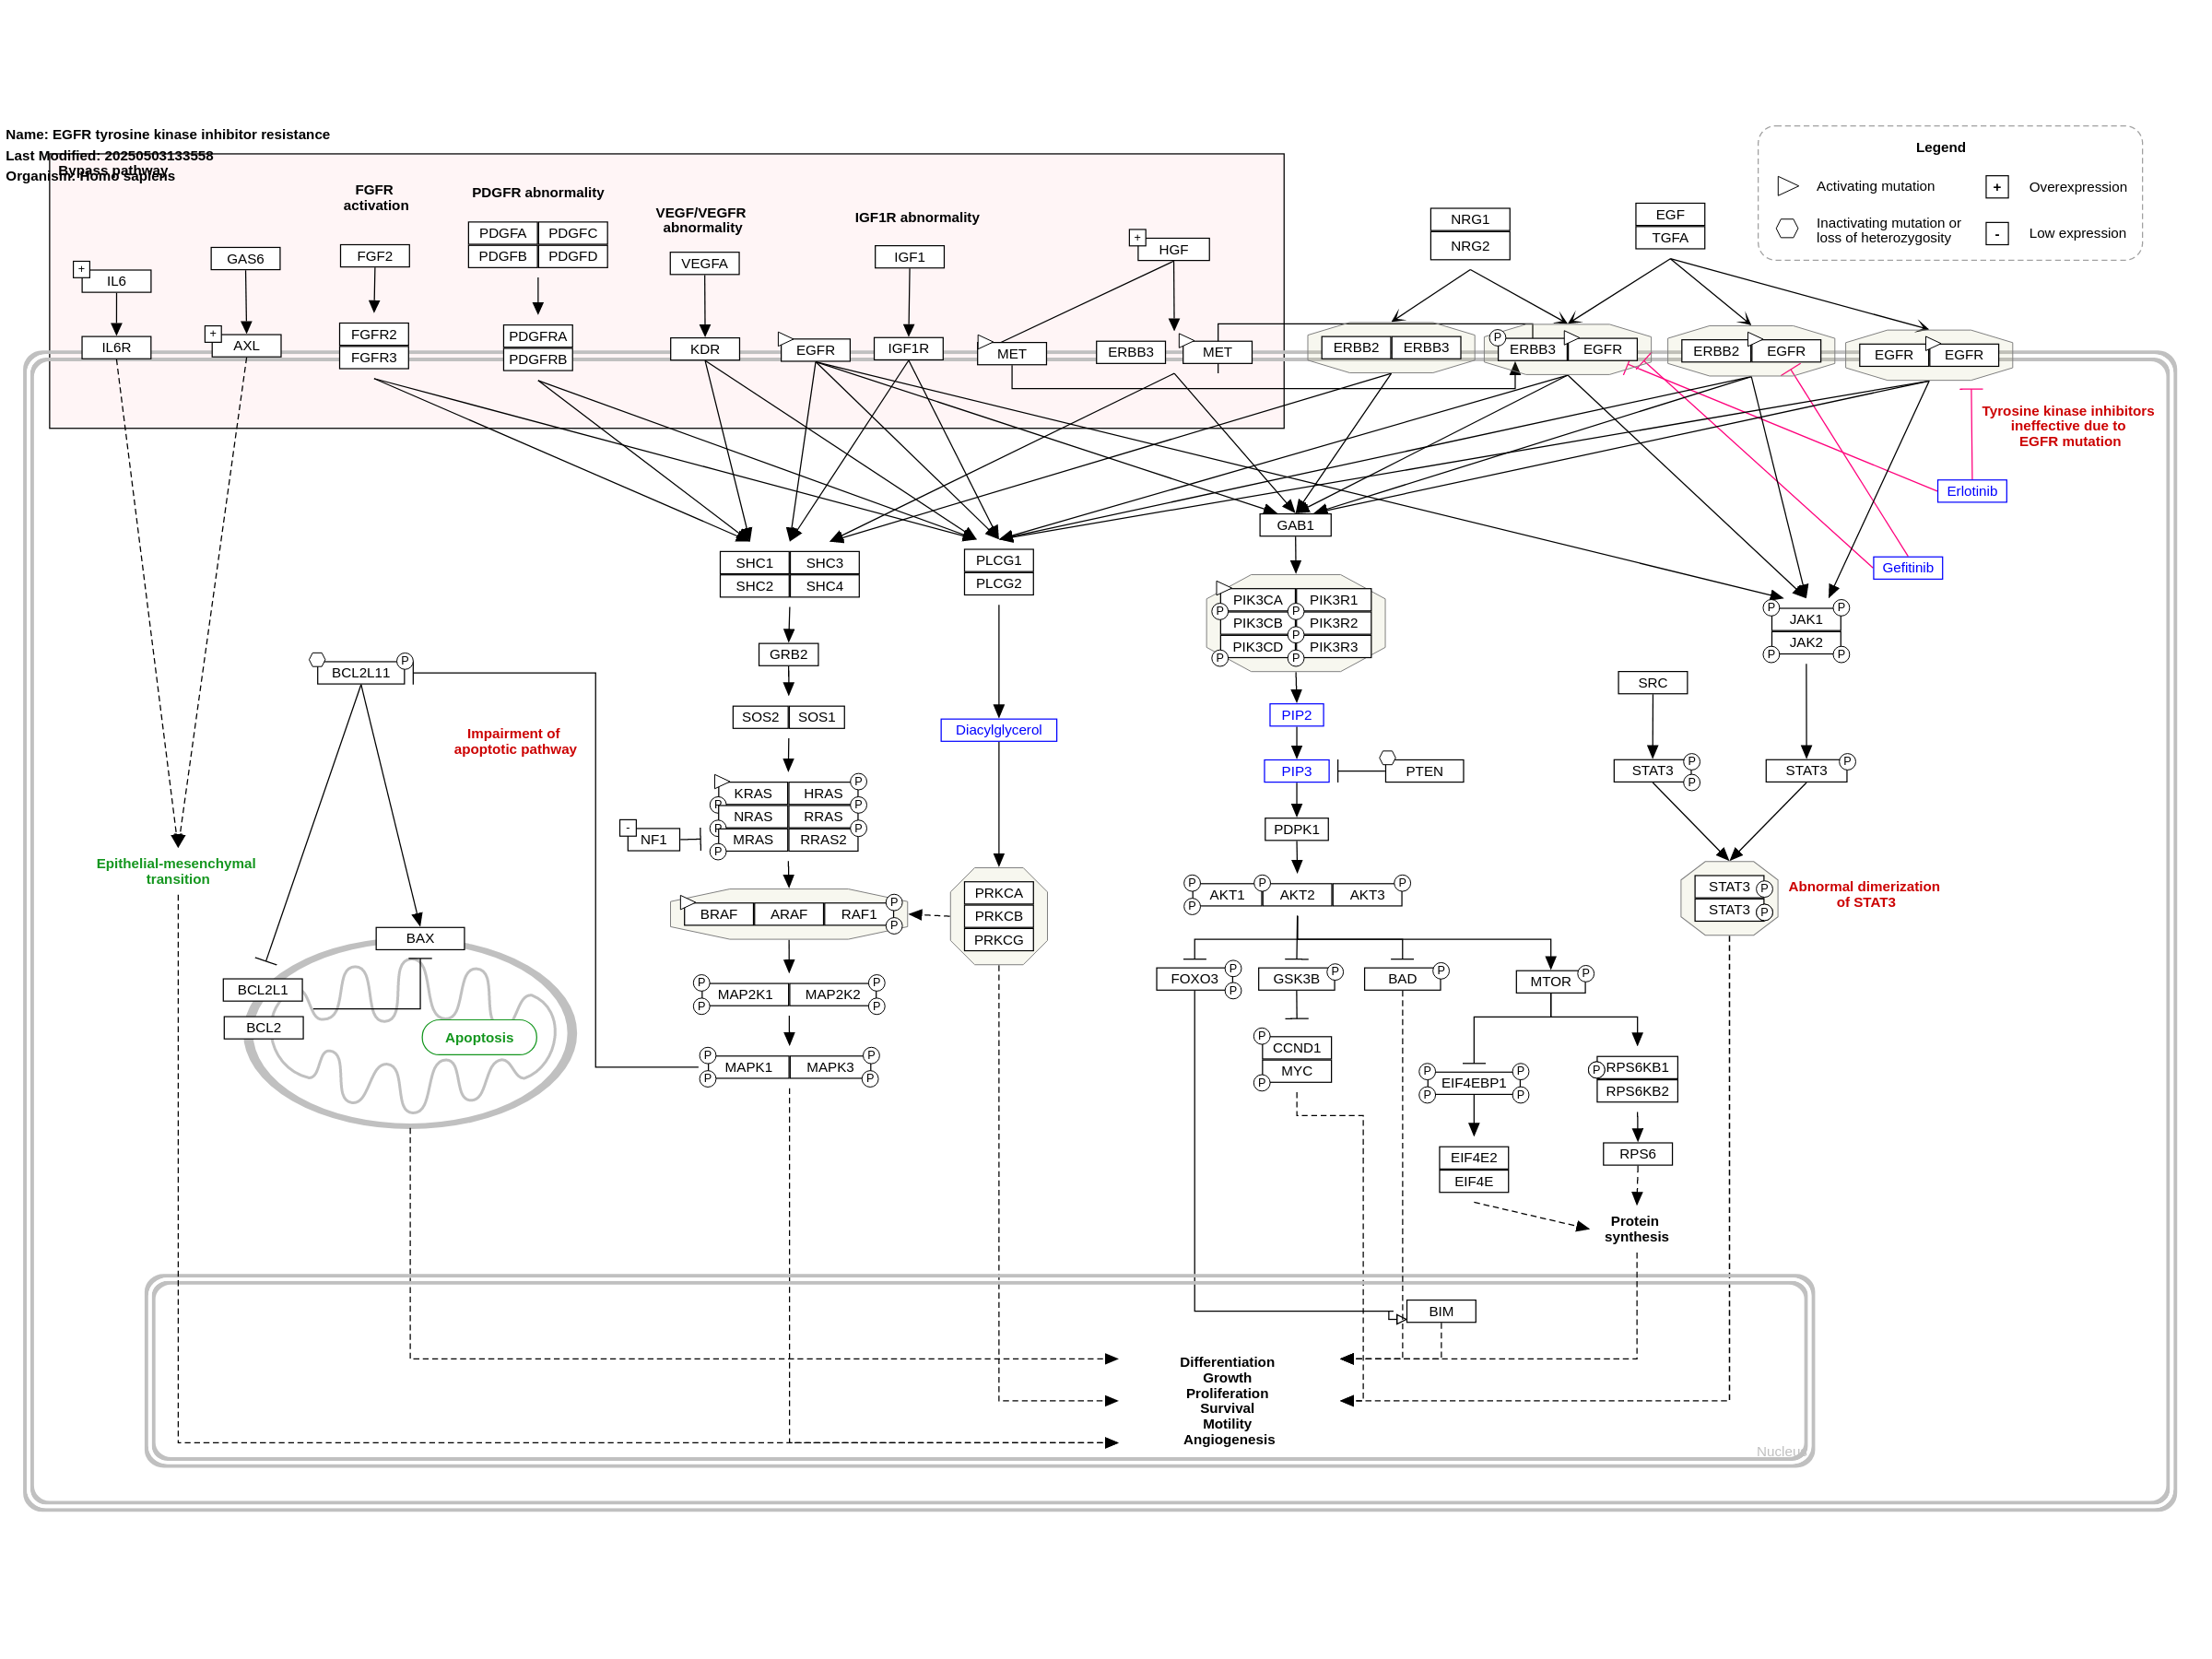 Name: EGFR tyrosine kinase inhibitor resistance
Last Modified: 20250503133558
Organism: Homo sapiens
Bypass pathway
FGFR
activation
PDGFR abnormality
VEGF/VEGFR
abnormality
IGF1R abnormality
Legend
Activating mutation
+
Overexpression
Inactivating mutation or
loss of heterozygosity
-
Low expression
+
IL6
GAS6
FGF2
PDGFA
PDGFC
PDGFB
PDGFD
VEGFA
IGF1
+
HGF
NRG1
NRG2
EGF
TGFA
IL6R
+
AXL
FGFR2
FGFR3
PDGFRA
PDGFRB
KDR
EGFR
IGF1R
MET
ERBB3
MET
ERBB2
ERBB3
P
ERBB3
EGFR
ERBB2
EGFR
EGFR
EGFR
Tyrosine kinase inhibitors
ineffective due to
EGFR mutation
Erlotinib
Gefitinib
SHC1
SHC3
SHC2
SHC4
PLCG1
PLCG2
GAB1
PIK3CA
PIK3R1
P
P
PIK3CB
PIK3R2
P
PIK3CD
PIK3R3
P
P
P
P
JAK1
JAK2
P
P
GRB2
BCL2L11
P
SRC
SOS2
SOS1
Diacylglycerol
PIP2
Impairment of
apoptotic pathway
PIP3
PTEN
STAT3
P
P
STAT3
P
KRAS
HRAS
P
P
NRAS
RRAS
P
P
MRAS
RRAS2
P
P
-
NF1
PDPK1
Epithelial-mesenchymal
transition
BRAF
ARAF
RAF1
P
P
PRKCA
PRKCB
PRKCG
P
P
AKT1
P
AKT2
AKT3
P
STAT3
P
STAT3
P
Abnormal dimerization
of STAT3
BAX
BCL2L1
BCL2
Apoptosis
P
P
MAP2K1
MAP2K2
P
P
FOXO3
P
P
GSK3B
P
BAD
P
MTOR
P
P
P
MAPK1
MAPK3
P
P
P
CCND1
MYC
P
P
P
EIF4EBP1
P
P
P
RPS6KB1
RPS6KB2
EIF4E2
EIF4E
RPS6
Protein
synthesis
BIM
Differentiation
Growth
Proliferation
Survival
Motility
Angiogenesis
Nucleus